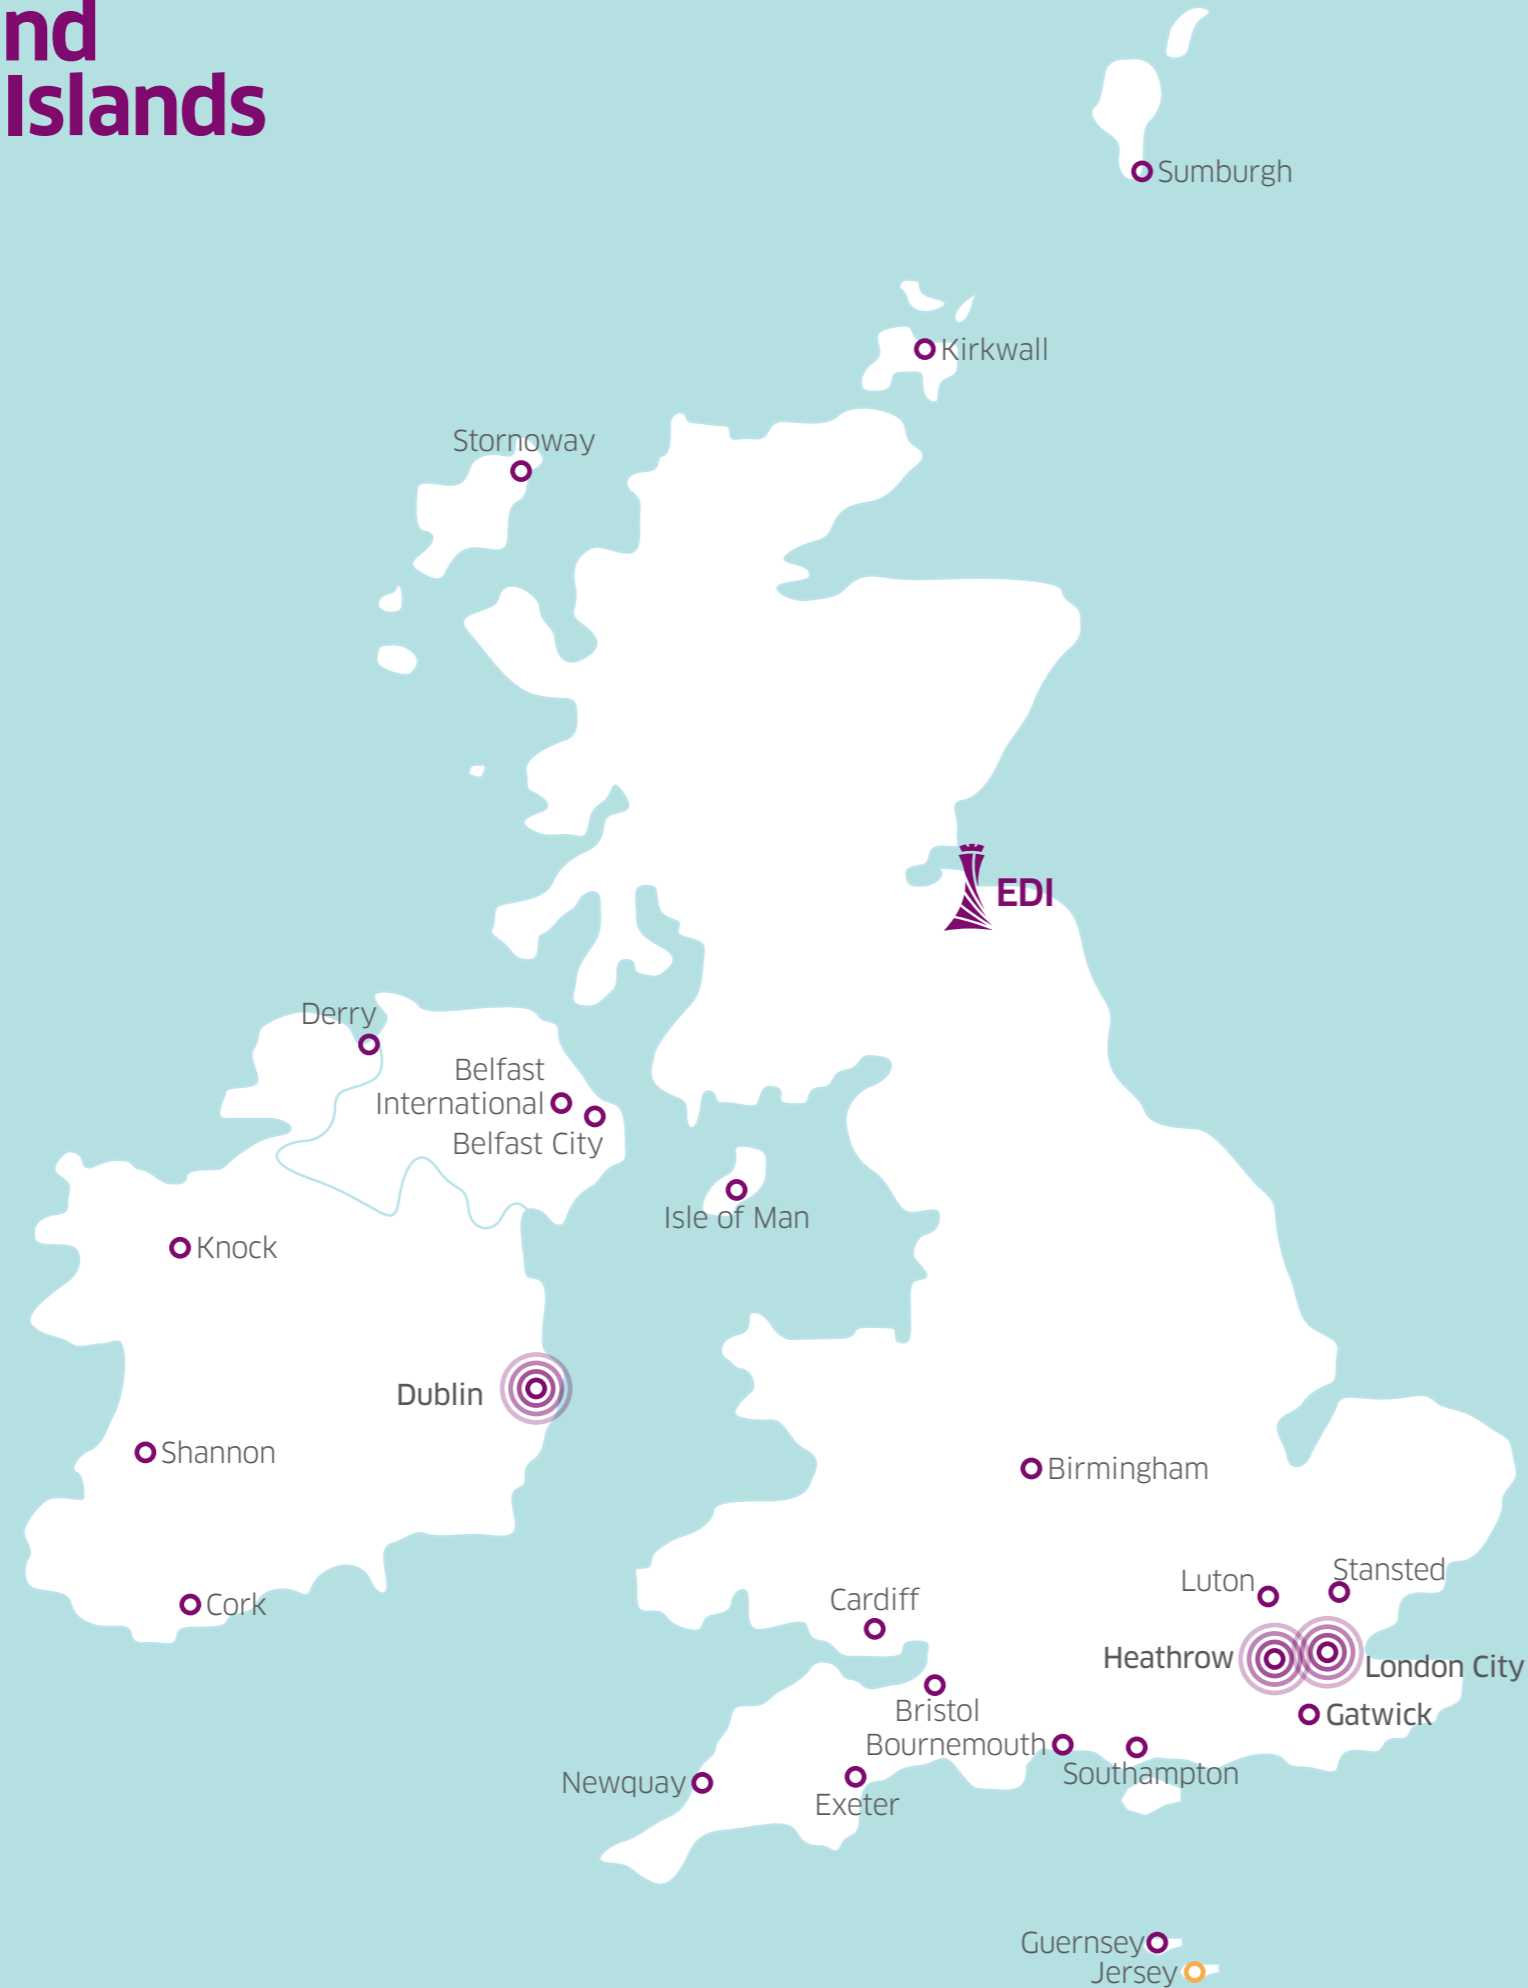 nd
Islands
Sumburgh
Kirkwall
Stornoway
EDI
Derry
Belfast
International
Belfast City
Isle of Man
Knock
Dublin
Shannon
Birmingham
Cork
Luton
Stansted
Cardiff
Heathrow
London City
Bristol
Gatwick
Bournemouth
Southampton
Newquay
Exeter
Guernsey
Jersey